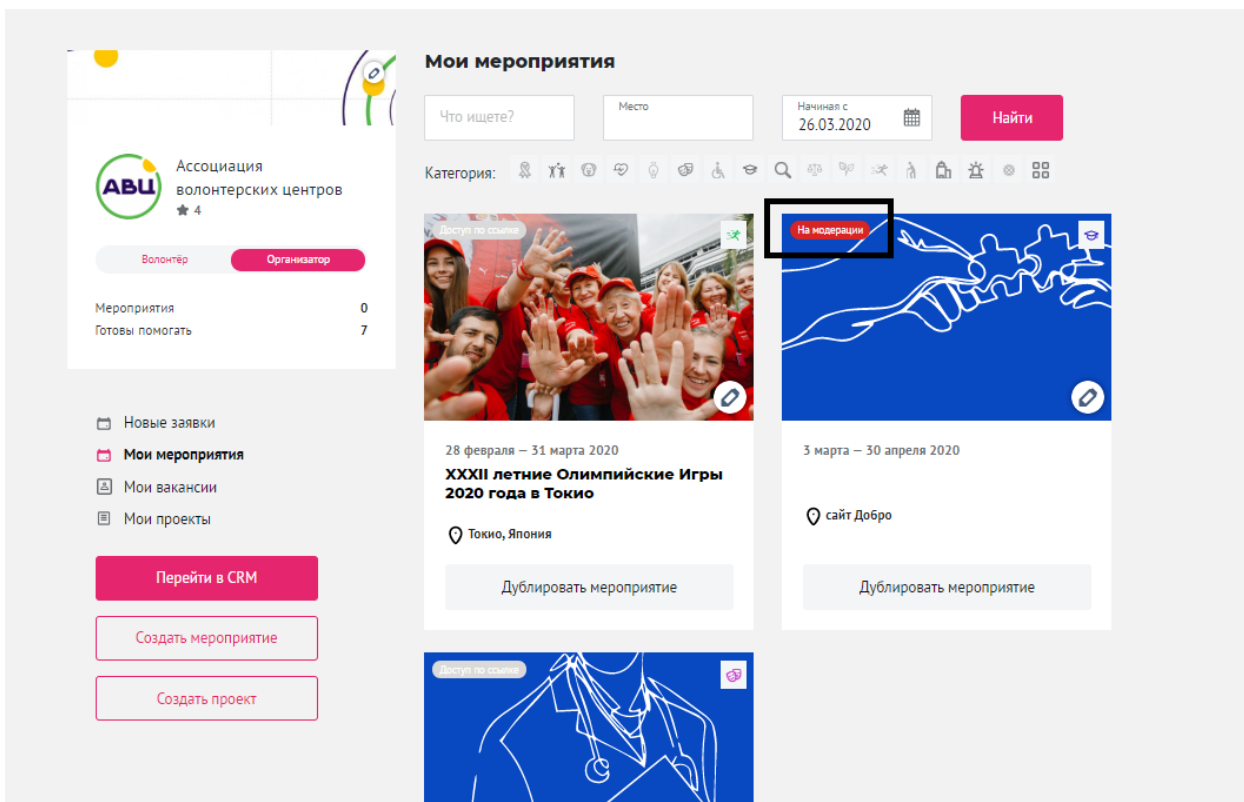 Мои мероприятия
Что ищете?
Место
Начиная с
26.03.2020
Найти
Категория:
АВЦ
Ассоциация
волонтерских центров
4
Волонтёр
Организатор
Мероприятия 0
Готовы помогать 7
Новые заявки
Мои мероприятия
Мои вакансии
Мои проекты
Перейти в CRM
Создать мероприятие
Создать проект
Доступ по ссылке
28 февраля — 31 марта 2020
XXXII летние Олимпийские Игры
2020 года в Токио
Токио, Япония
Дублировать мероприятие
На модерации
3 марта — 30 апреля 2020
сайт Добро
Дублировать мероприятие
Доступ по ссылке